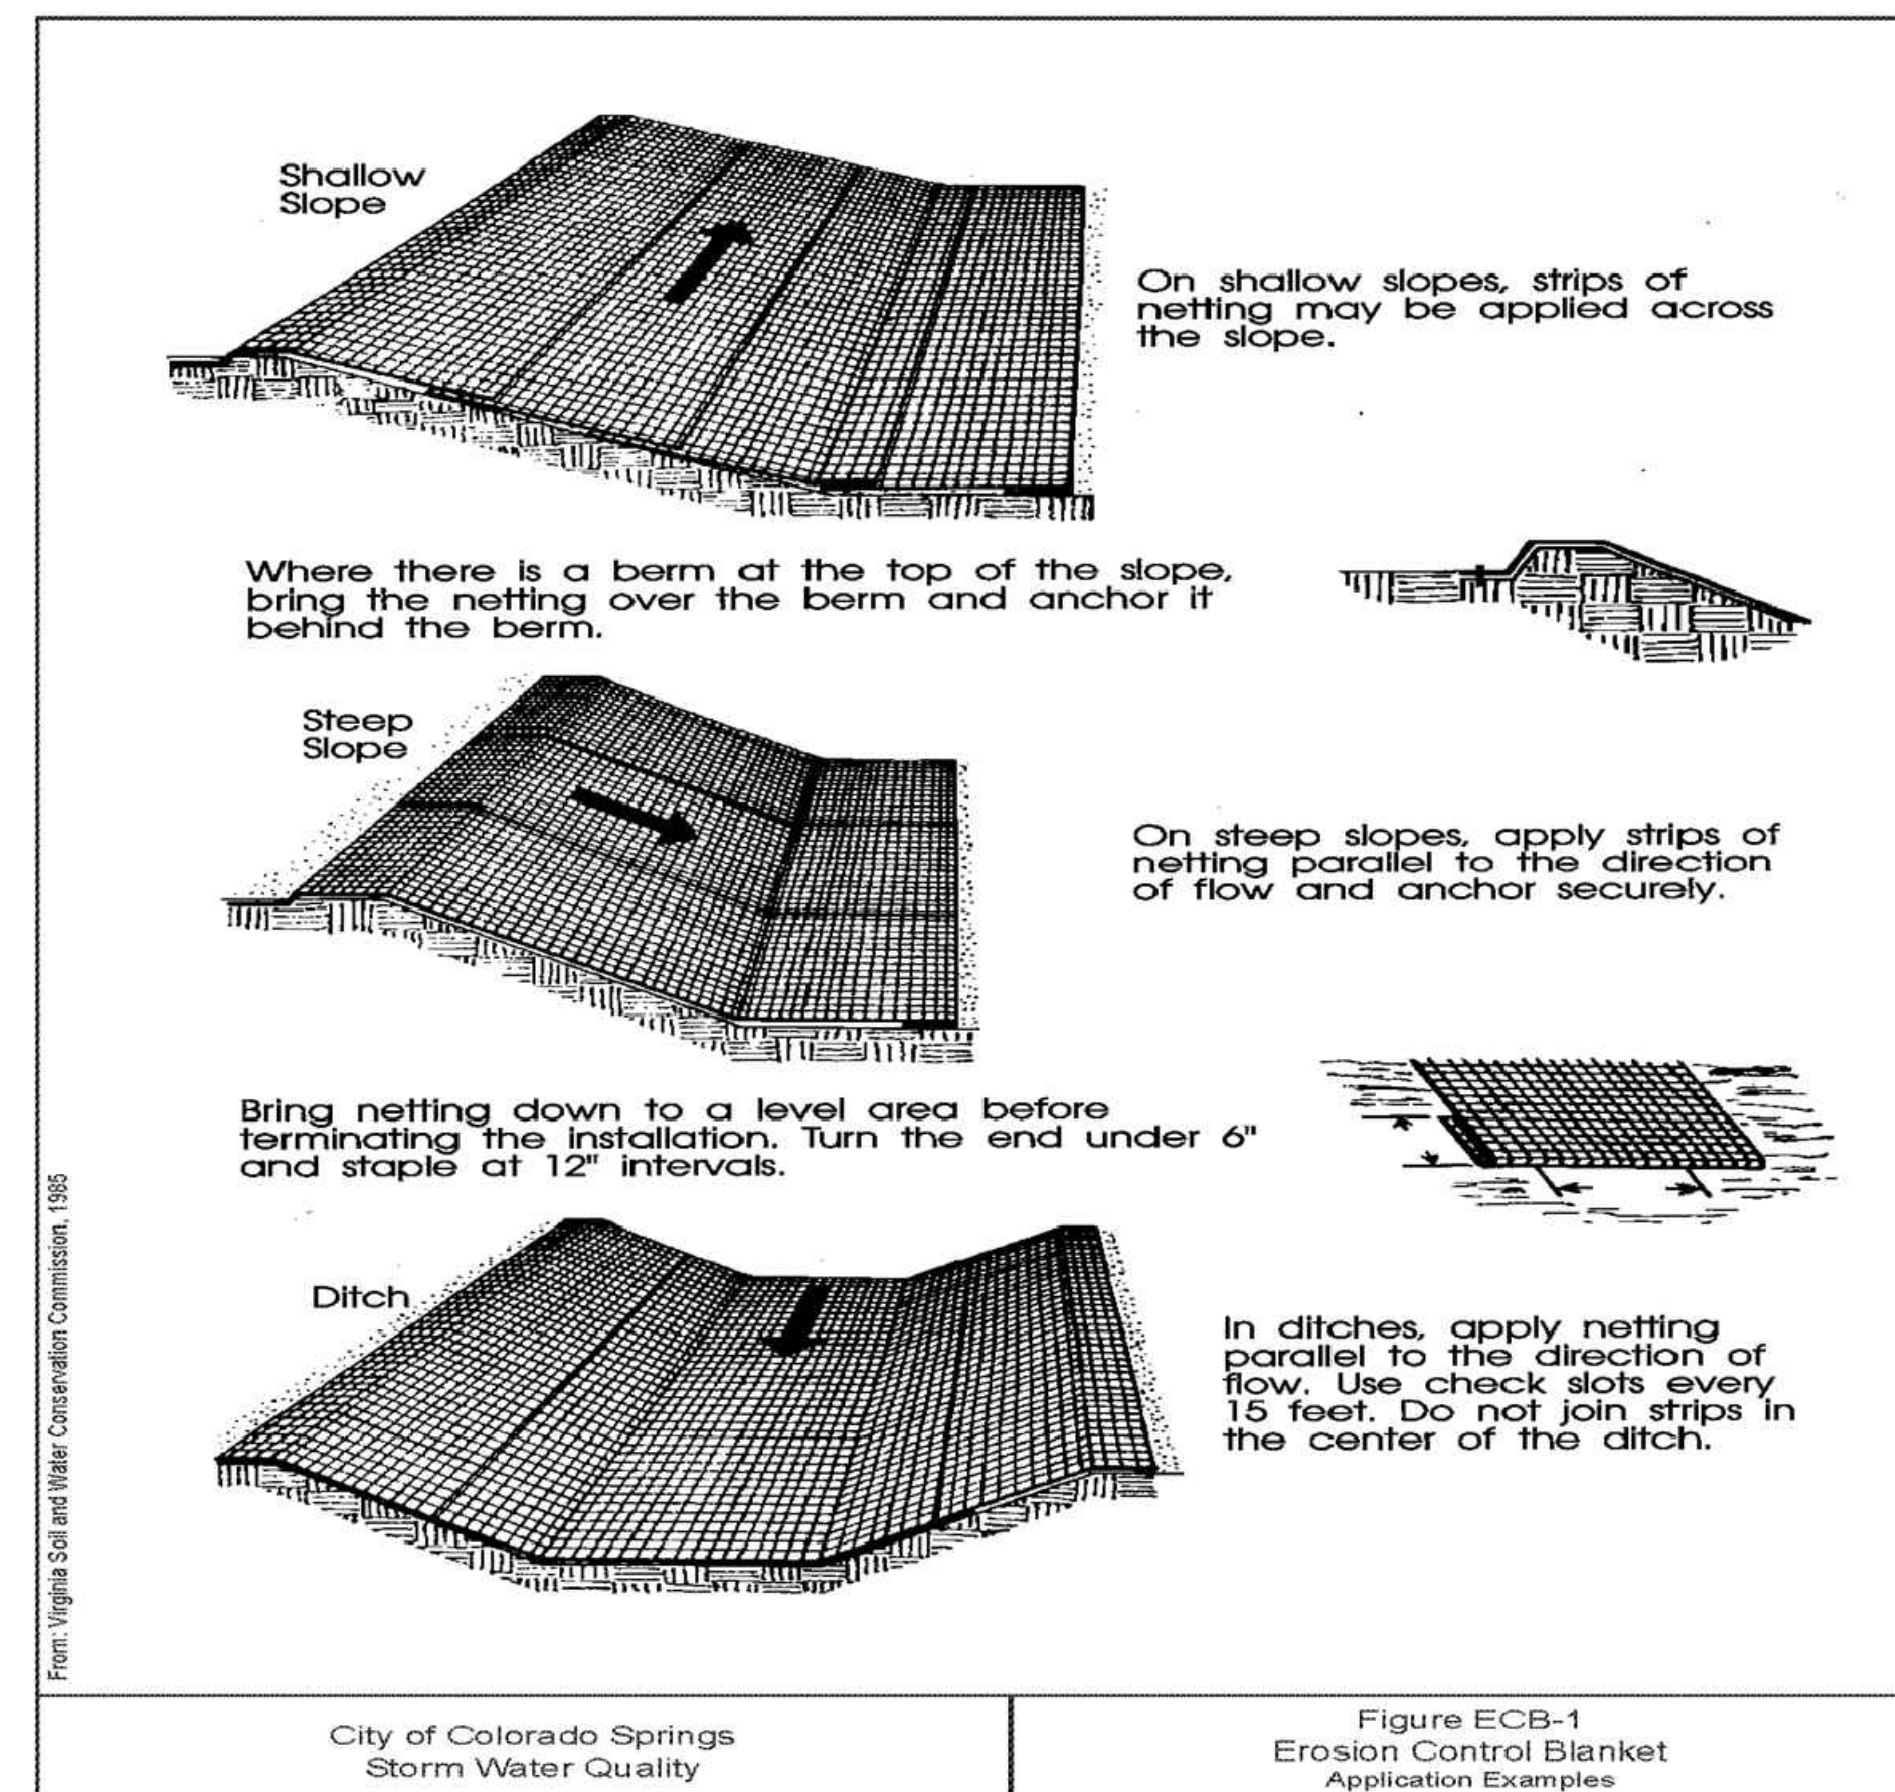 Shallow
Slope
On shallow slopes, strips of
netting may be applied across
the slope.
Where there is a berm at the top of the slope,
bring the netting over the berm and anchor it
behind the berm.
Steep
Slope
On steep slopes, apply strips of
netting parallel to the direction
of flow and anchor securely.
Bring netting down to a level area before
terminating the installation. Turn the end under 6"
and staple at 12" intervals.
Ditch
In ditches, apply netting
parallel to the direction of
flow. Use check slots every
15 feet. Do not join strips in
the center of the ditch.
From: Virginia Soil and Water Conservation Commission, 1985
City of Colorado Springs
Storm Water Quality
Figure ECB-1
Erosion Control Blanket
Application Examples